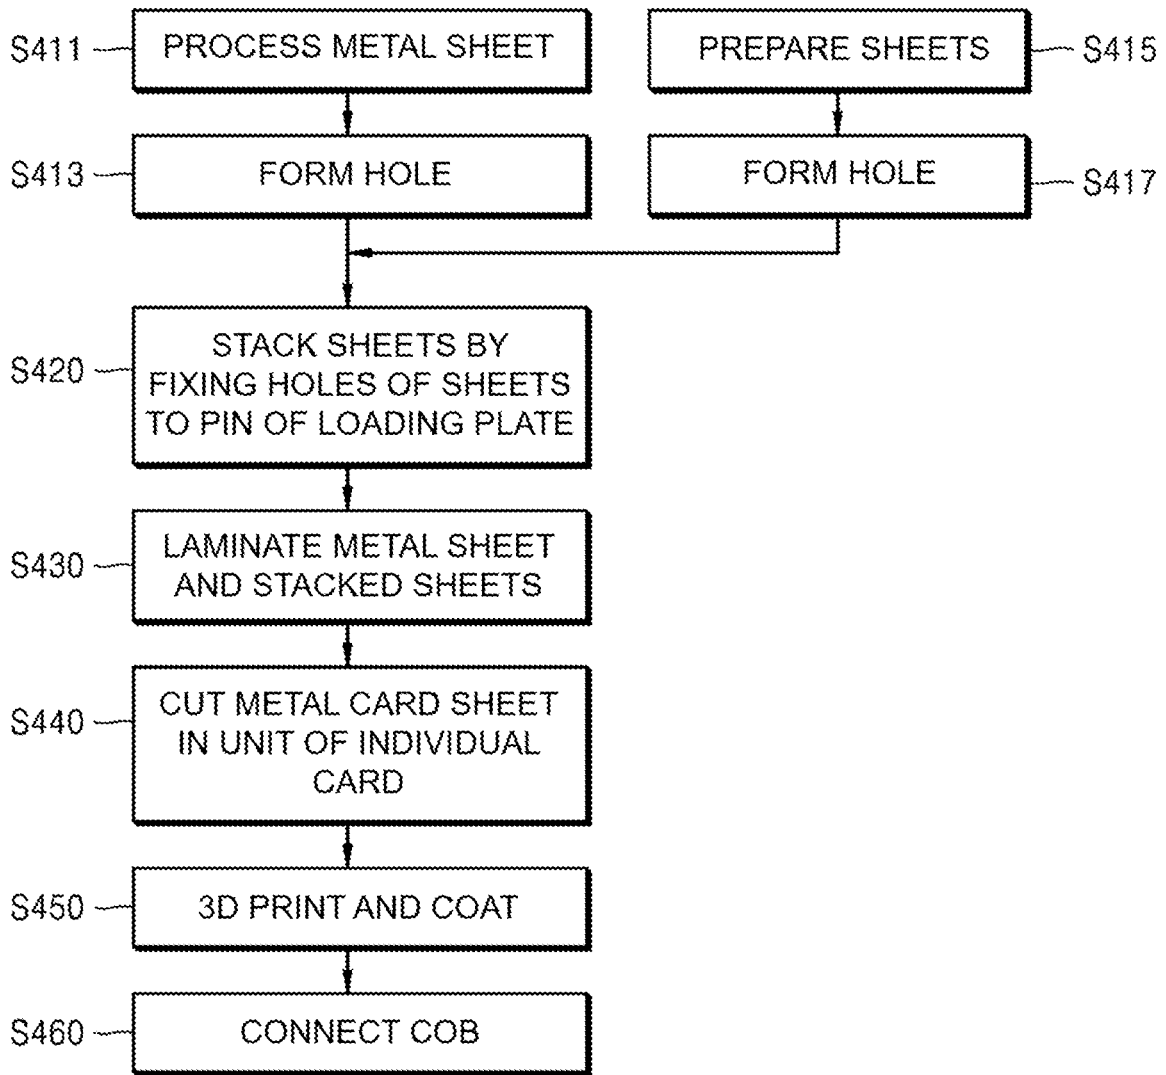 S411
PROCESS METAL SHEET
PREPARE SHEETS
S415
S413
FORM HOLE
FORM HOLE
S417
S420
STACK SHEETS BY
FIXING HOLES OF SHEETS
TO PIN OF LOADING PLATE
S430
LAMINATE METAL SHEET
AND STACKED SHEETS
S440
CUT METAL CARD SHEET
IN UNIT OF INDIVIDUAL
CARD
S450
3D PRINT AND COAT
S460
CONNECT COB